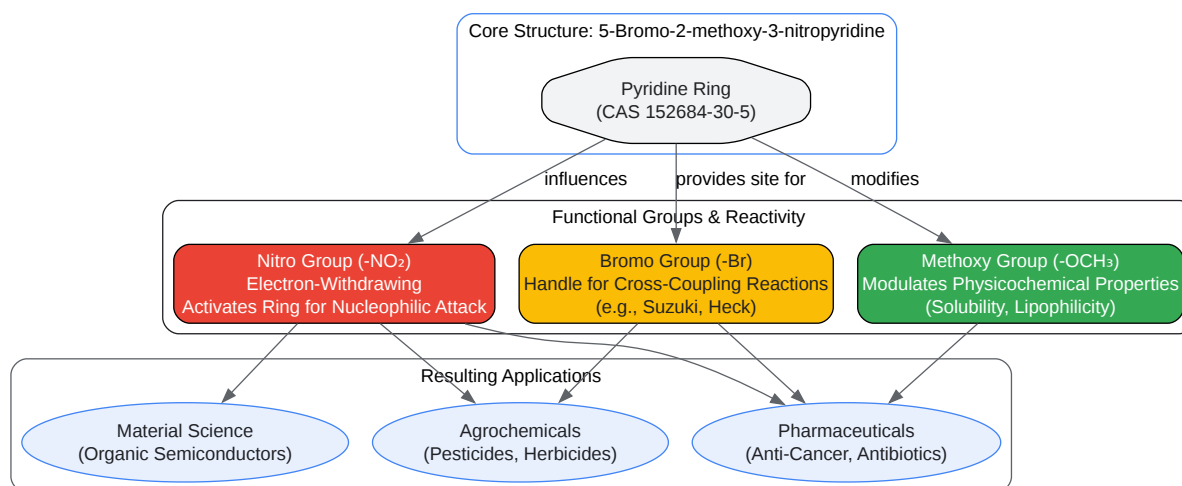 Core Structure: 5-Bromo-2-methoxy-3-nitropyridine
Pyridine Ring
(CAS 152684-30-5)
influences
provides site for
modifies
Functional Groups & Reactivity
Nitro Group (-NO₂)
Electron-Withdrawing
Activates Ring for Nucleophilic Attack
Bromo Group (-Br)
Handle for Cross-Coupling Reactions
(e.g., Suzuki, Heck)
Methoxy Group (-OCH₃)
Modulates Physicochemical Properties
(Solubility, Lipophilicity)
Resulting Applications
Material Science
(Organic Semiconductors)
Agrochemicals
(Pesticides, Herbicides)
Pharmaceuticals
(Anti-Cancer, Antibiotics)